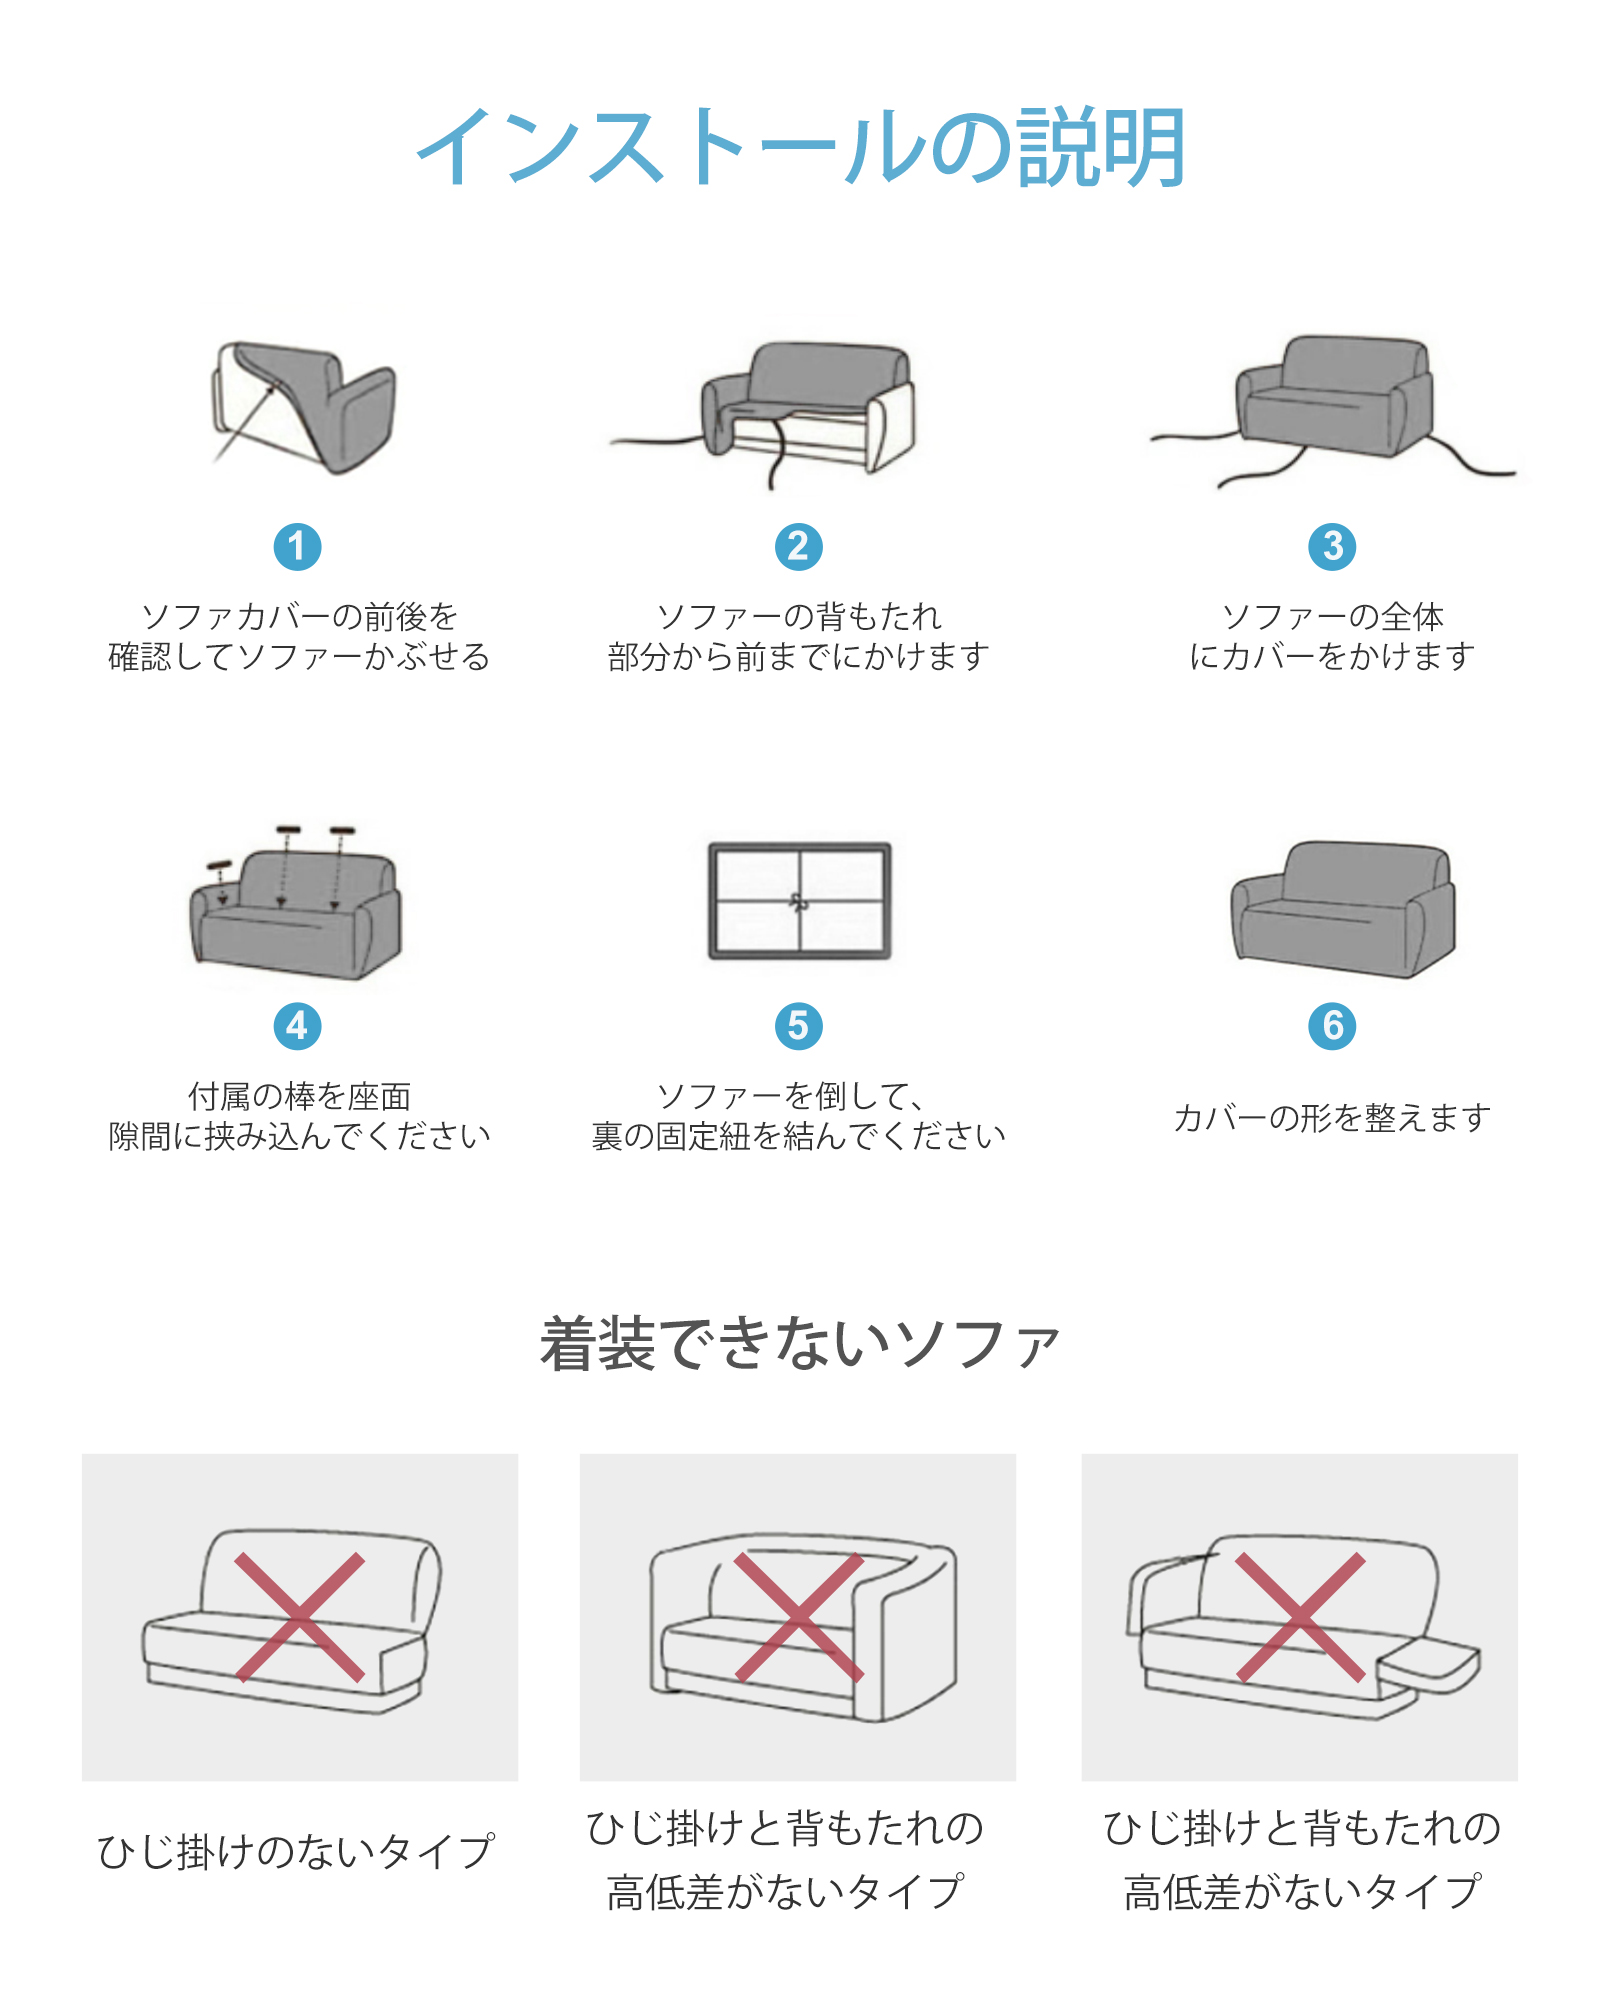 インストールの説明
1
2
3
ソファカバーの前後を
確認してソファーかぶせる
ソファーの背もたれ
部分から前までにかけます
ソファーの全体
にカバーをかけます
4
5
6
付属の棒を座面
隙間に挟み込んでください
ソファーを倒して、
裏の固定紐を結んでください
カバーの形を整えます
着装できないソファ
ひじ掛けのないタイプ
ひじ掛けと背もたれの
高低差がないタイプ
ひじ掛けと背もたれの
高低差がないタイプ